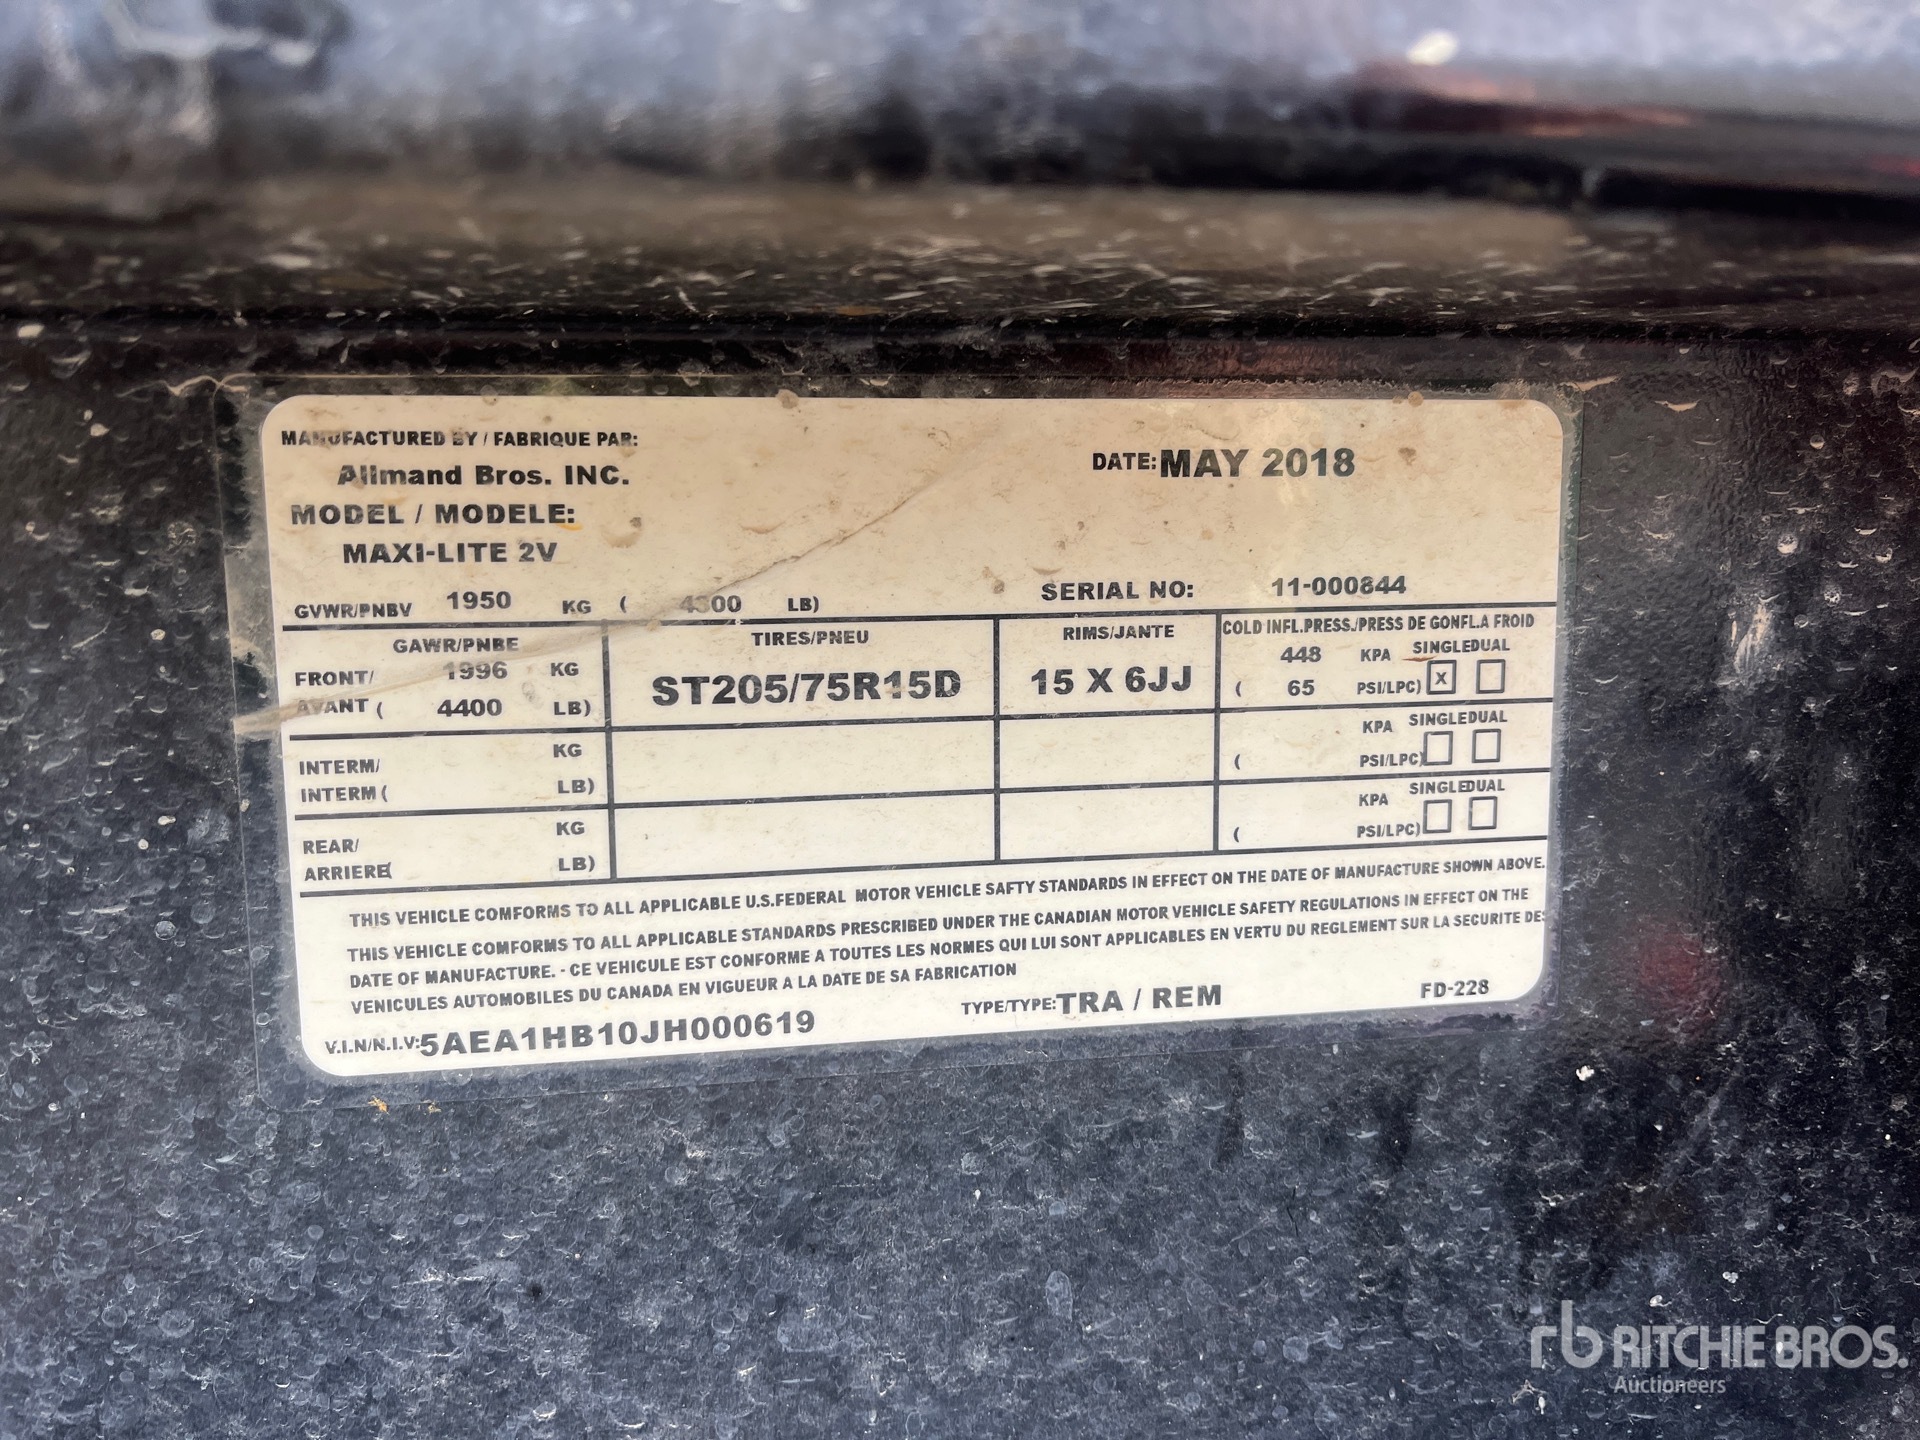 MANUFACTURED BY / FABRIQUE PAR:
Allmand Bros. INC.
DATE: MAY 2018
MODEL / MODELE:
MAXI-LITE 2V
SERIAL NO: 11-000844
GVWR/PNBV 1950 KG ( 4300 LB)
GAWR/PNBE TIRES/PNEU RIMS/JANTE COLD INFL.PRESS./PRESS DE GONFL.A FROID
FRONT/ 1996 KG ST205/75R15D 15 X 6JJ 448 KPA SINGLE DUAL
AVANT ( 4400 LB) ( 65 PSI/LPC) X
INTERM/ KG KPA SINGLE DUAL
INTERM ( LB) ( PSI/LPC)
REAR/ KG KPA SINGLE DUAL
ARRIERE( LB) ( PSI/LPC)
THIS VEHICLE COMFORMS TO ALL APPLICABLE U.S.FEDERAL MOTOR VEHICLE SAFTY STANDARDS IN EFFECT ON THE DATE OF MANUFACTURE SHOWN ABOVE.
THIS VEHICLE COMFORMS TO ALL APPLICABLE STANDARDS PRESCRIBED UNDER THE CANADIAN MOTOR VEHICLE SAFETY REGULATIONS IN EFFECT ON THE
DATE OF MANUFACTURE. - CE VEHICULE EST CONFORME A TOUTES LES NORMES QUI LUI SONT APPLICABLES EN VERTU DU REGLEMENT SUR LA SECURITE DES
VENICULES AUTOMOBILES DU CANADA EN VIGUEUR A LA DATE DE SA FABRICATION
V.I.N/N.I.V: 5AEA1HB10JH000619 TYPE/TYPE: TRA / REM FD-228
rb RITCHIE BROS.
Auctioneers